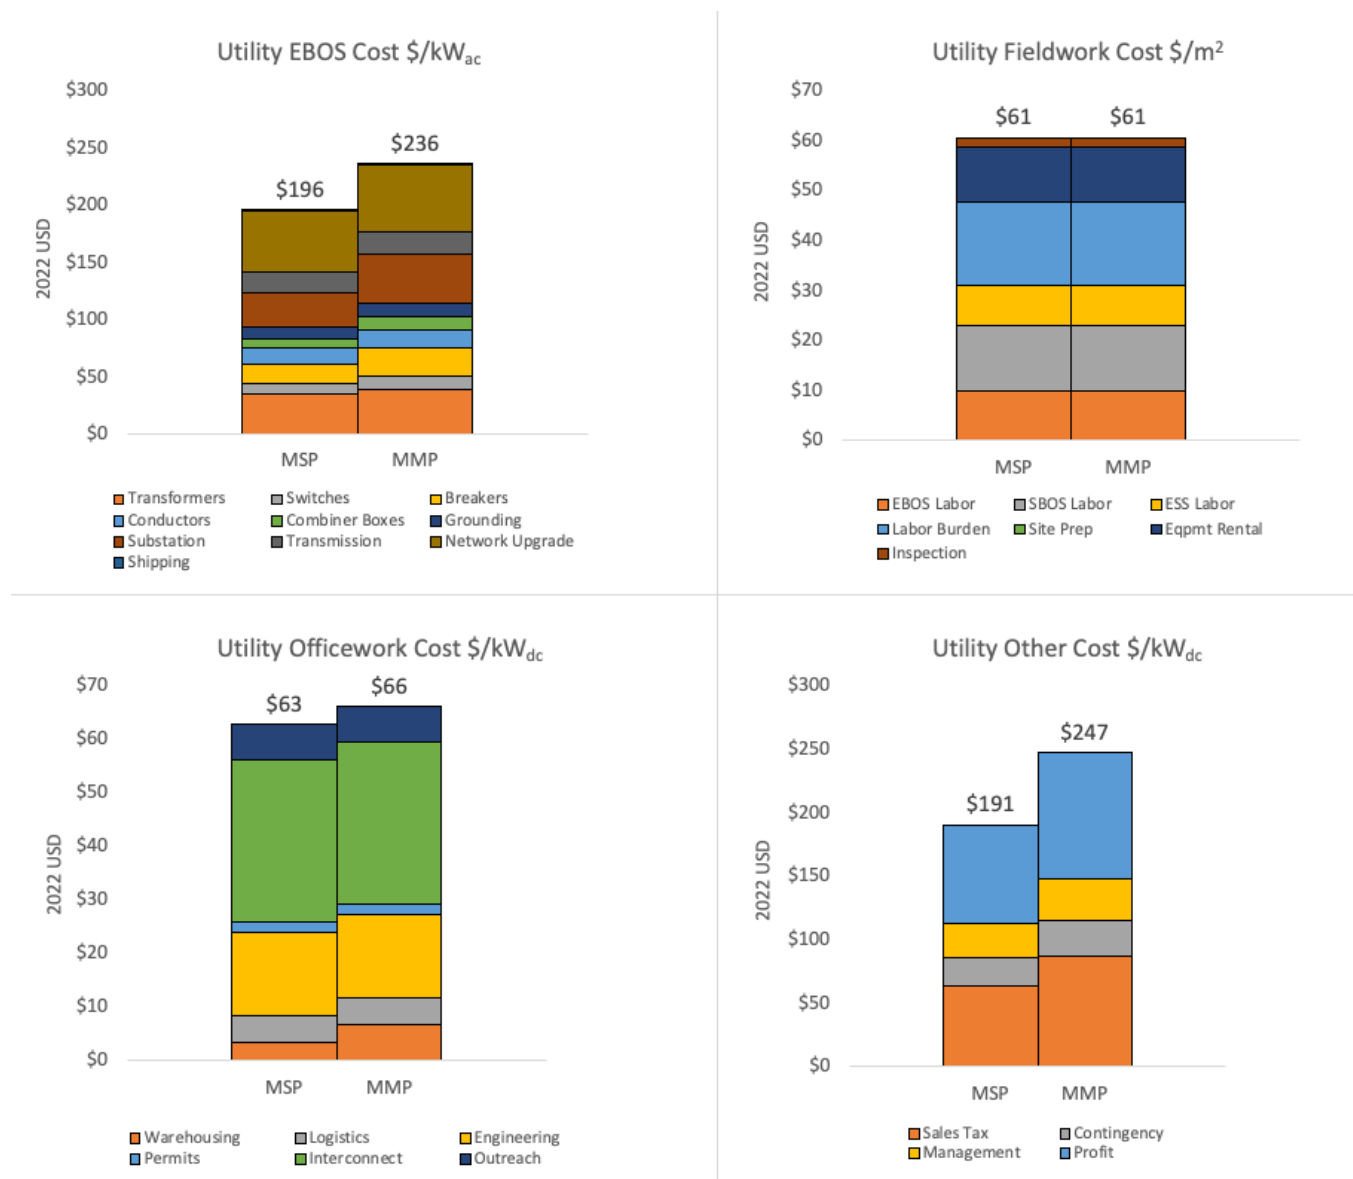 Utility EBOS Cost $/kWac
$300
$250
$200
$150
$100
$50
$0
2022 USD
$196
$236
MSP
MMP
Transformers
Switches
Breakers
Conductors
Combiner Boxes
Grounding
Substation
Transmission
Network Upgrade
Shipping
Utility Fieldwork Cost $/m²
$70
$60
$50
$40
$30
$20
$10
$0
2022 USD
$61
$61
MSP
MMP
EBOS Labor
SBOS Labor
ESS Labor
Labor Burden
Site Prep
Eqpmt Rental
Inspection
Utility Officework Cost $/kWdc
$70
$60
$50
$40
$30
$20
$10
$0
2022 USD
$63
$66
MSP
MMP
Warehousing
Logistics
Engineering
Permits
Interconnect
Outreach
Utility Other Cost $/kWdc
$300
$250
$200
$150
$100
$50
$0
2022 USD
$191
$247
MSP
MMP
Sales Tax
Contingency
Management
Profit